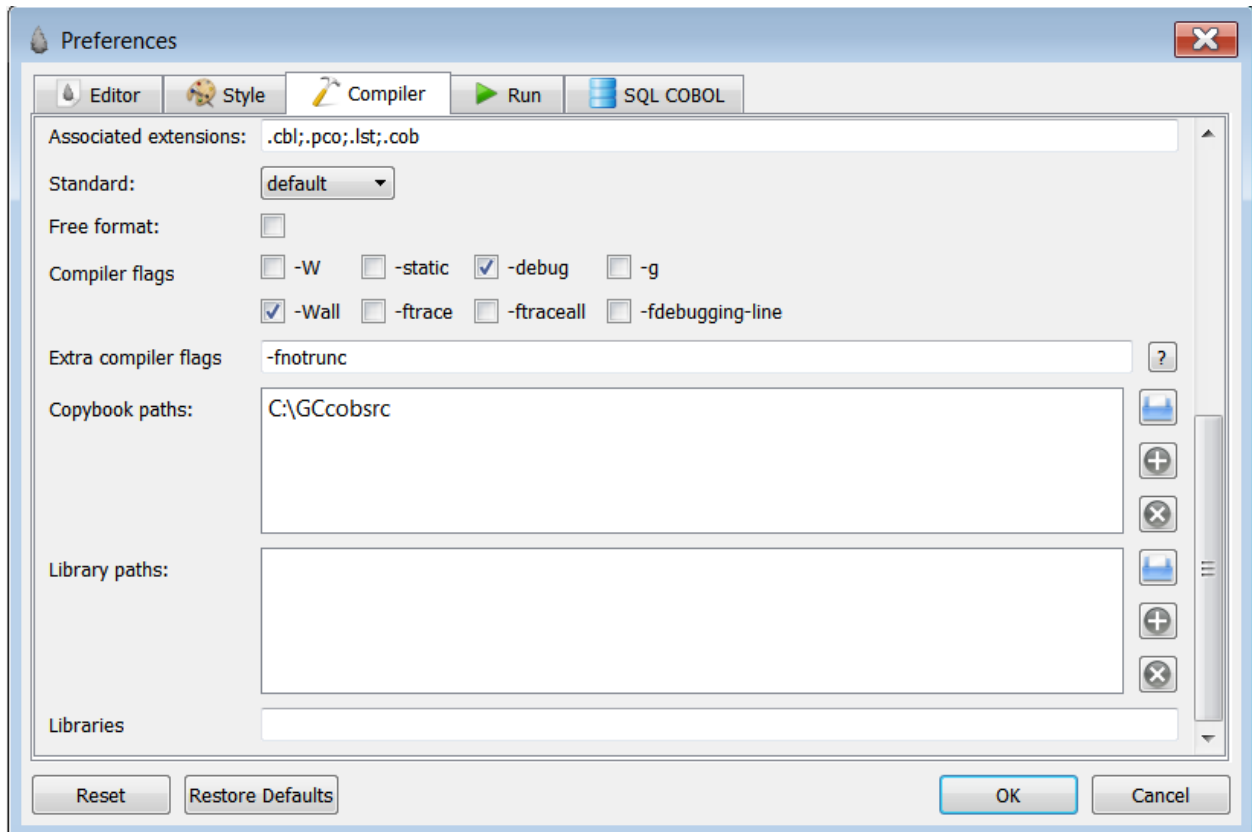 Preferences
Editor Style Compiler Run SQL COBOL
Associated extensions: .cbl;.pco;.lst;.cob
Standard: default
Free format:
Compiler flags -W -static -debug -g
-Wall -ftrace -ftraceall -fdebugging-line
Extra compiler flags -fnotrunc ?
Copybook paths: C:\GCcobsrc
Library paths:
Libraries
Reset Restore Defaults OK Cancel